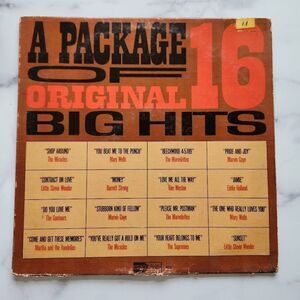 A PACKAGE
OF 16
ORIGINAL
BIG HITS
"SHOP AROUND"
The Miracles
"YOU BEAT ME TO THE PUNCH"
Mary Wells
"BEECHWOOD 4-5789"
The Marvelettes
"PRIDE AND JOY"
Marvin Gaye
"CONTRACT ON LOVE"
Little Stevie Wonder
"MONEY"
Barrett Strong
"LOVE ME ALL THE WAY"
Kim Weston
"JAMIE"
Eddie Holland
"DO YOU LOVE ME"
The Contours
"STUBBORN KIND OF FELLOW"
Marvin Gaye
"PLEASE MR. POSTMAN"
The Marvelettes
"THE ONE WHO REALLY LOVES YOU"
Mary Wells
"COME AND GET THESE MEMORIES"
Martha and the Vandellas
"YOU'VE REALLY GOT A HOLD ON ME"
The Miracles
"YOUR HEART BELONGS TO ME"
The Supremes
"SUNSET"
Little Stevie Wonder